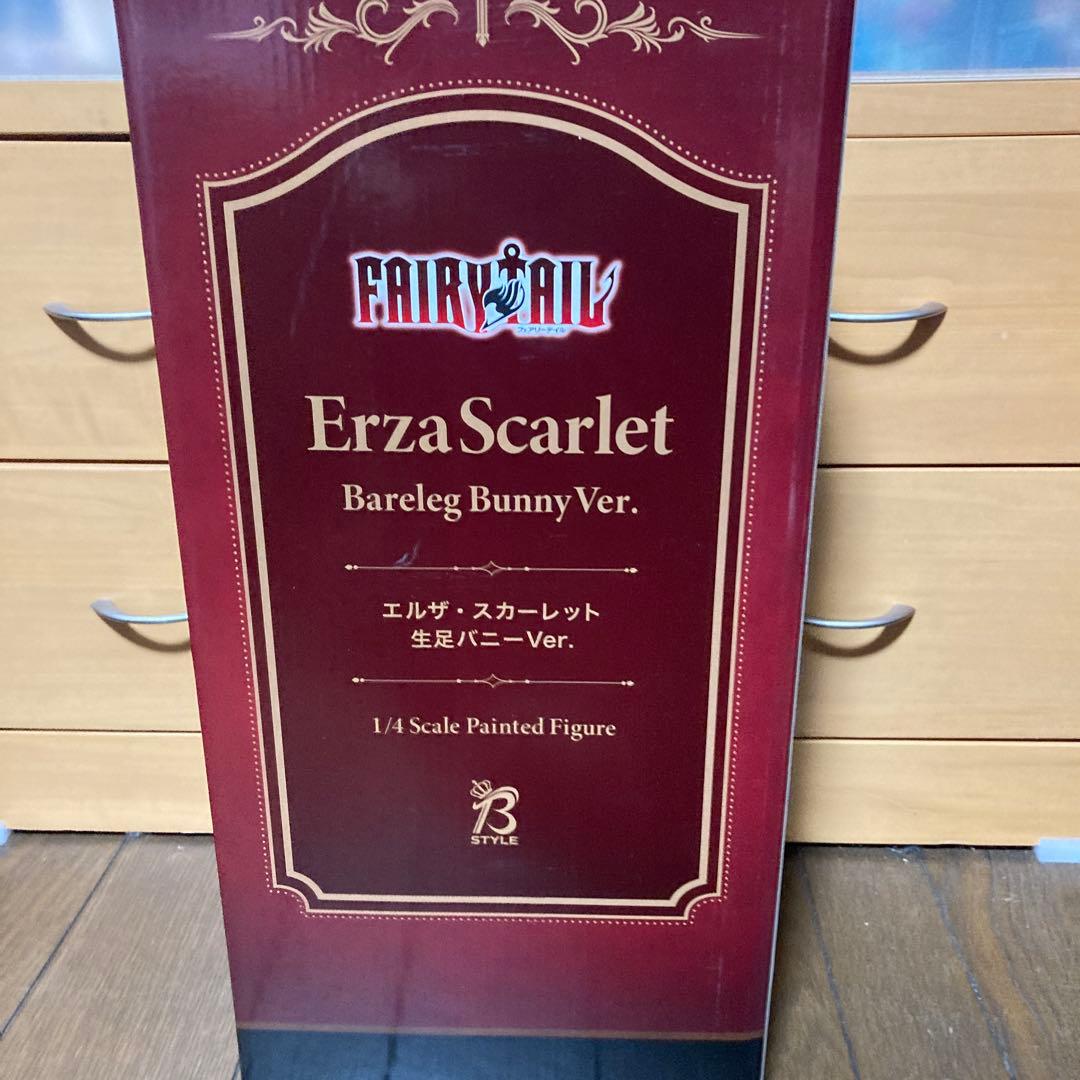 FAIRY TAIL
フェアリーテイル
Erza Scarlet
Bareleg Bunny Ver.
エルザ・スカーレット
生足バニーVer.
1/4 Scale Painted Figure
B
STYLE